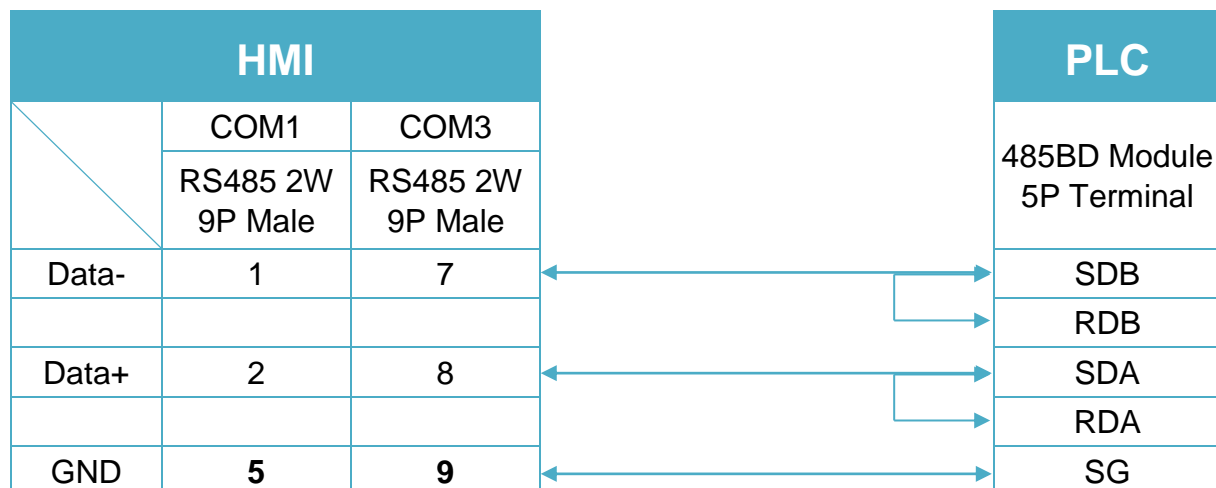 HMI PLC
COM1 COM3
485BD Module
RS485 2W RS485 2W
5P Terminal
9P Male 9P Male
Data- 1 7 SDB
RDB
Data+ 2 8 SDA
RDA
GND 5 9 SG